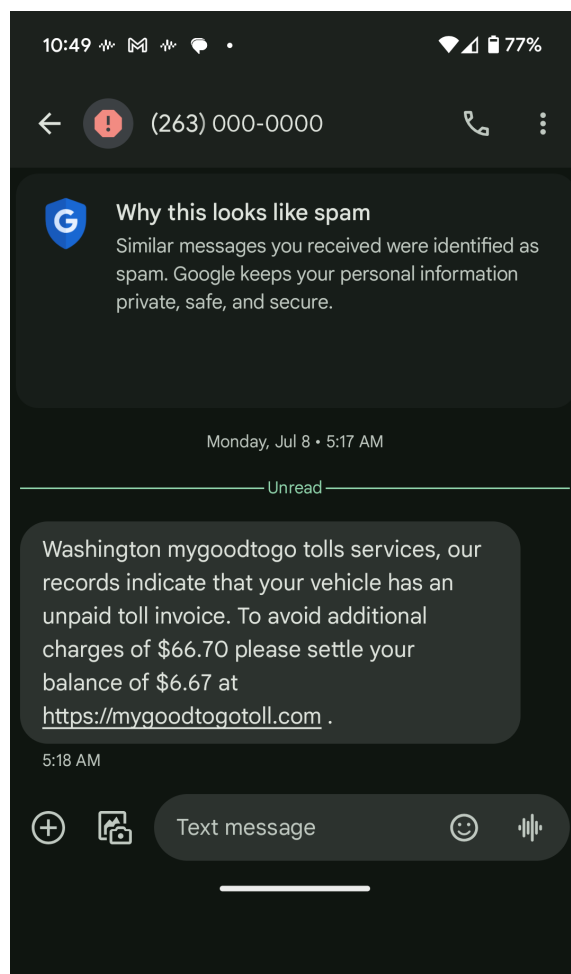 10:49
77%
(263) 000-0000
G
Why this looks like spam
Similar messages you received were identified as
spam. Google keeps your personal information
private, safe, and secure.
Monday, Jul 8 • 5:17 AM
Unread
Washington mygoodtogo tolls services, our
records indicate that your vehicle has an
unpaid toll invoice. To avoid additional
charges of $66.70 please settle your
balance of $6.67 at
https://mygoodtogotoll.com .
5:18 AM
Text message